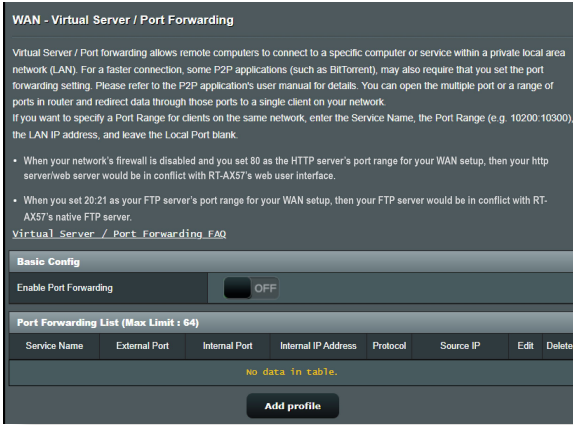 WAN - Virtual Server / Port Forwarding
Virtual Server / Port forwarding allows remote computers to connect to a specific computer or service within a private local area
network (LAN). For a faster connection, some P2P applications (such as BitTorrent), may also require that you set the port
forwarding setting. Please refer to the P2P application's user manual for details. You can open the multiple port or a range of
ports in router and redirect data through those ports to a single client on your network.
If you want to specify a Port Range for clients on the same network, enter the Service Name, the Port Range (e.g. 10200:10300),
the LAN IP address, and leave the Local Port blank.
• When your network's firewall is disabled and you set 80 as the HTTP server's port range for your WAN setup, then your http
server/web server would be in conflict with RT-AX57's web user interface.
• When you set 20:21 as your FTP server's port range for your WAN setup, then your FTP server would be in conflict with RT-
AX57's native FTP server.
Virtual Server / Port Forwarding FAQ
Basic Config
Enable Port Forwarding OFF
Port Forwarding List (Max Limit : 64)
Service Name External Port Internal Port Internal IP Address Protocol Source IP Edit Delete
No data in table.
Add profile